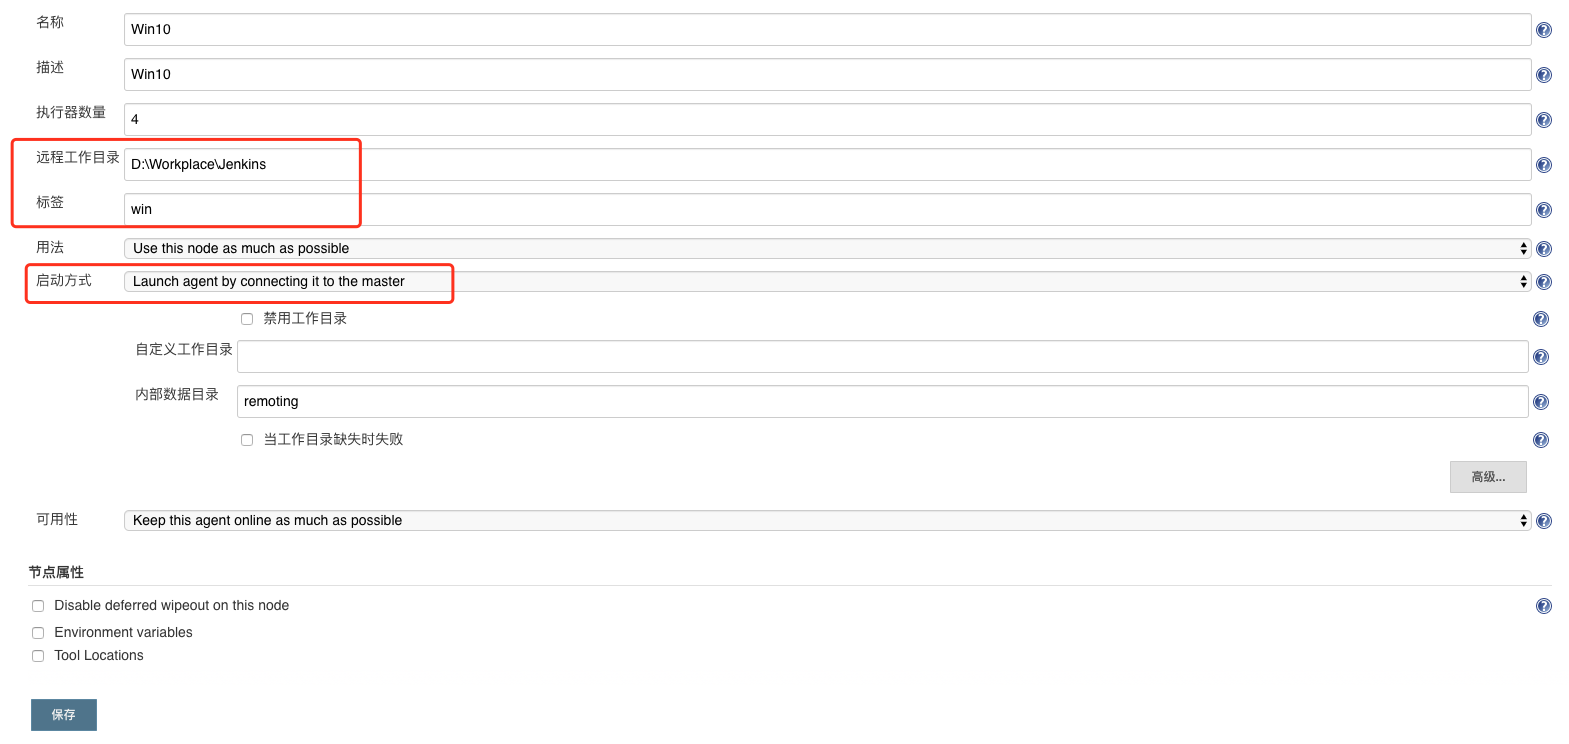 名称 Win10
描述 Win10
执行器数量 4
远程工作目录 D:\Workplace\Jenkins
标签 win
用法 Use this node as much as possible
启动方式 Launch agent by connecting it to the master
禁用工作目录
自定义工作目录
内部数据目录 remoting
当工作目录缺失时失败
高级...
可用性 Keep this agent online as much as possible
节点属性
Disable deferred wipeout on this node
Environment variables
Tool Locations
保存